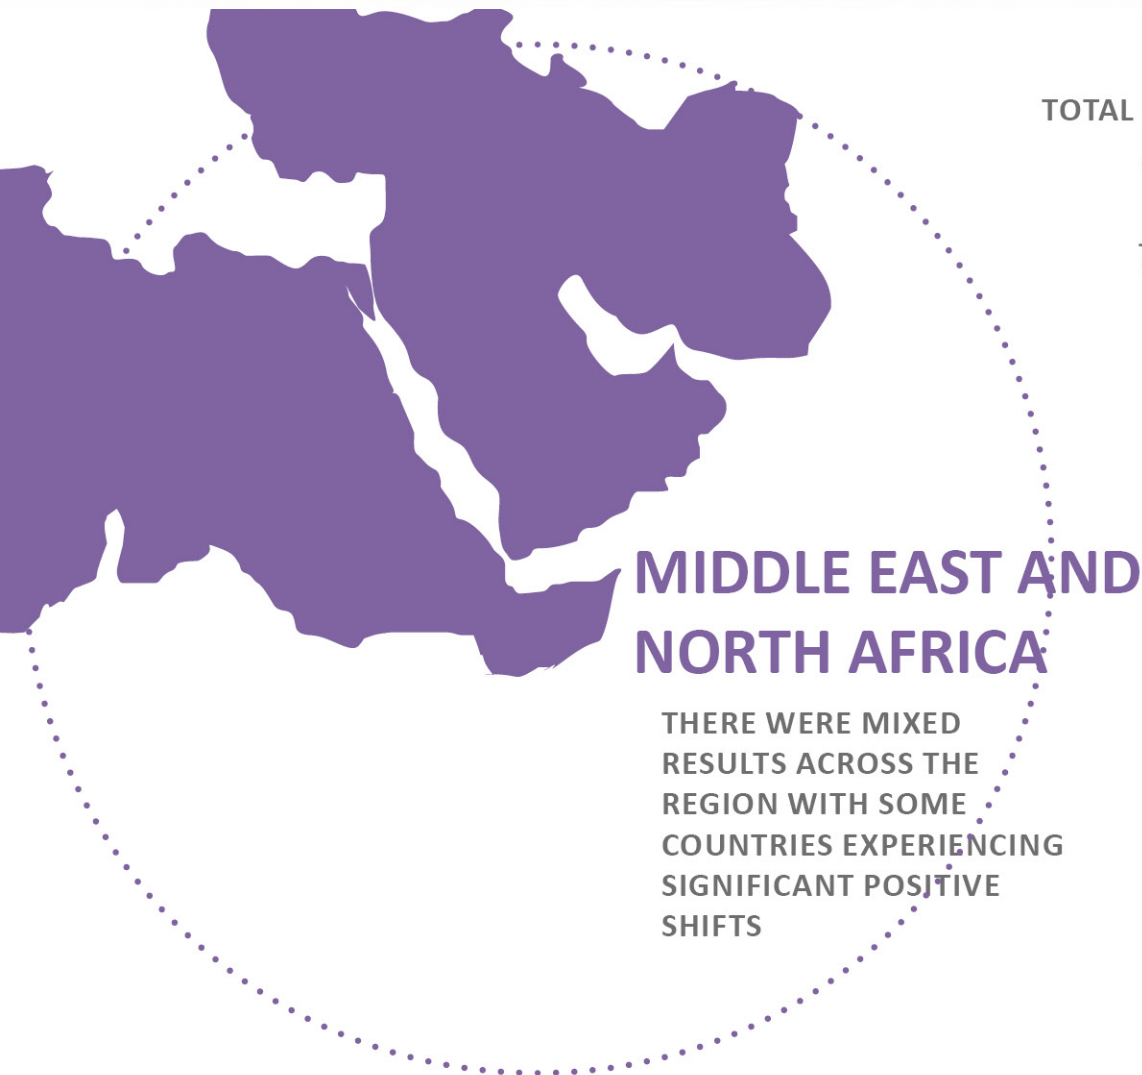 TOTAL
MIDDLE EAST AND
NORTH AFRICA
THERE WERE MIXED
RESULTS ACROSS THE
REGION WITH SOME
COUNTRIES EXPERIENCING
SIGNIFICANT POSITIVE
SHIFTS